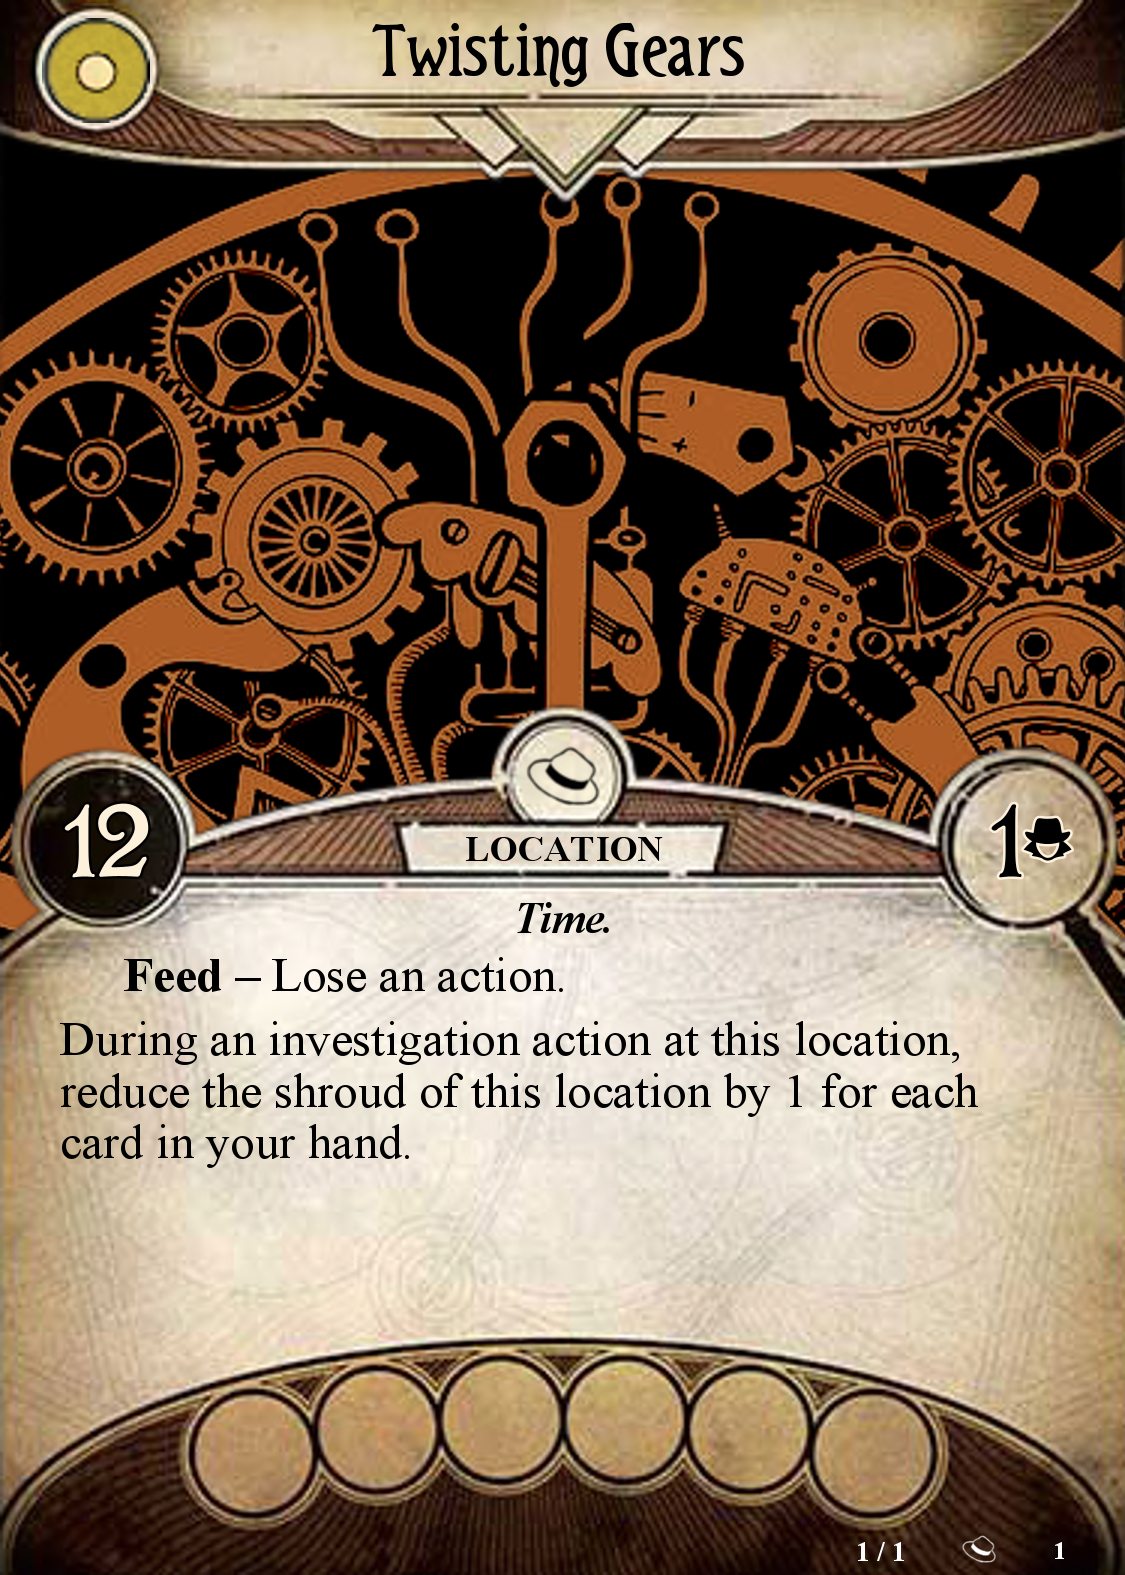 Twisting Gears
12
1
LOCATION
Time.
Feed – Lose an action.
During an investigation action at this location,
reduce the shroud of this location by 1 for each
card in your hand.
1 / 1
1